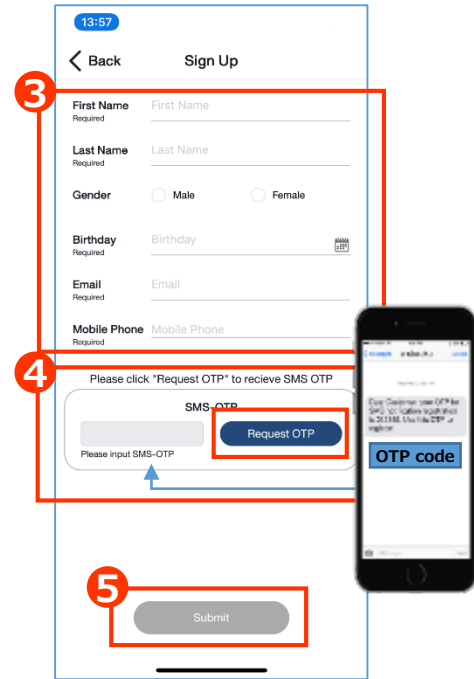 13:57
Back
Sign Up
3
First Name
First Name
Required
Last Name
Last Name
Required
Gender
Male
Female
Birthday
Birthday
Required
Email
Email
Required
Mobile Phone
Mobile Phone
Required
4
Please click "Request OTP" to recieve SMS OTP
SMS-OTP
Request OTP
Please input SMS-OTP
OTP code
5
Submit